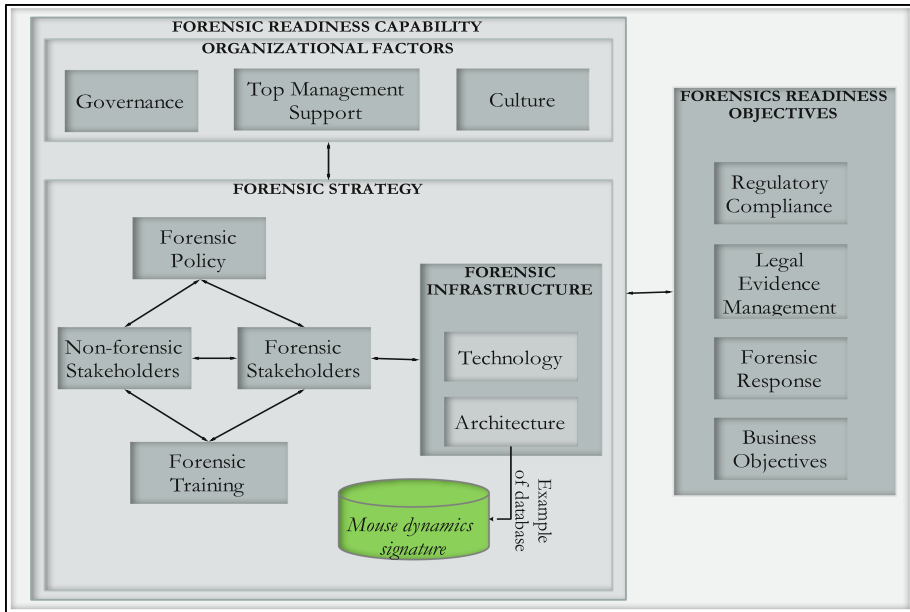 FORENSIC READINESS CAPABILITY
ORGANIZATIONAL FACTORS
Governance
Top Management
Support
Culture
FORENSIC STRATEGY
Forensic
Policy
Non-forensic
Stakeholders
Forensic
Stakeholders
Forensic
Training
FORENSIC
INFRASTRUCTURE
Technology
Architecture
Example
of database
Mouse dynamics
signature
FORENSICS READINESS
OBJECTIVES
Regulatory
Compliance
Legal
Evidence
Management
Forensic
Response
Business
Objectives